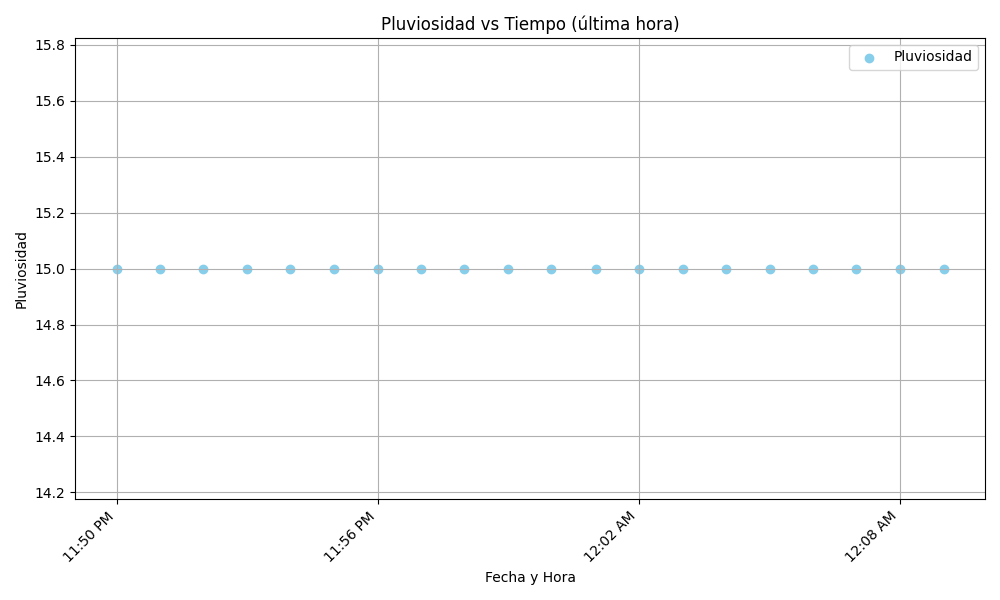 Pluviosidad vs Tiempo (última hora)
Pluviosidad
15.8
15.6
15.4
15.2
15.0
14.8
14.6
14.4
14.2
Pluviosidad
11:50 PM
11:56 PM
12:02 AM
12:08 AM
Fecha y Hora